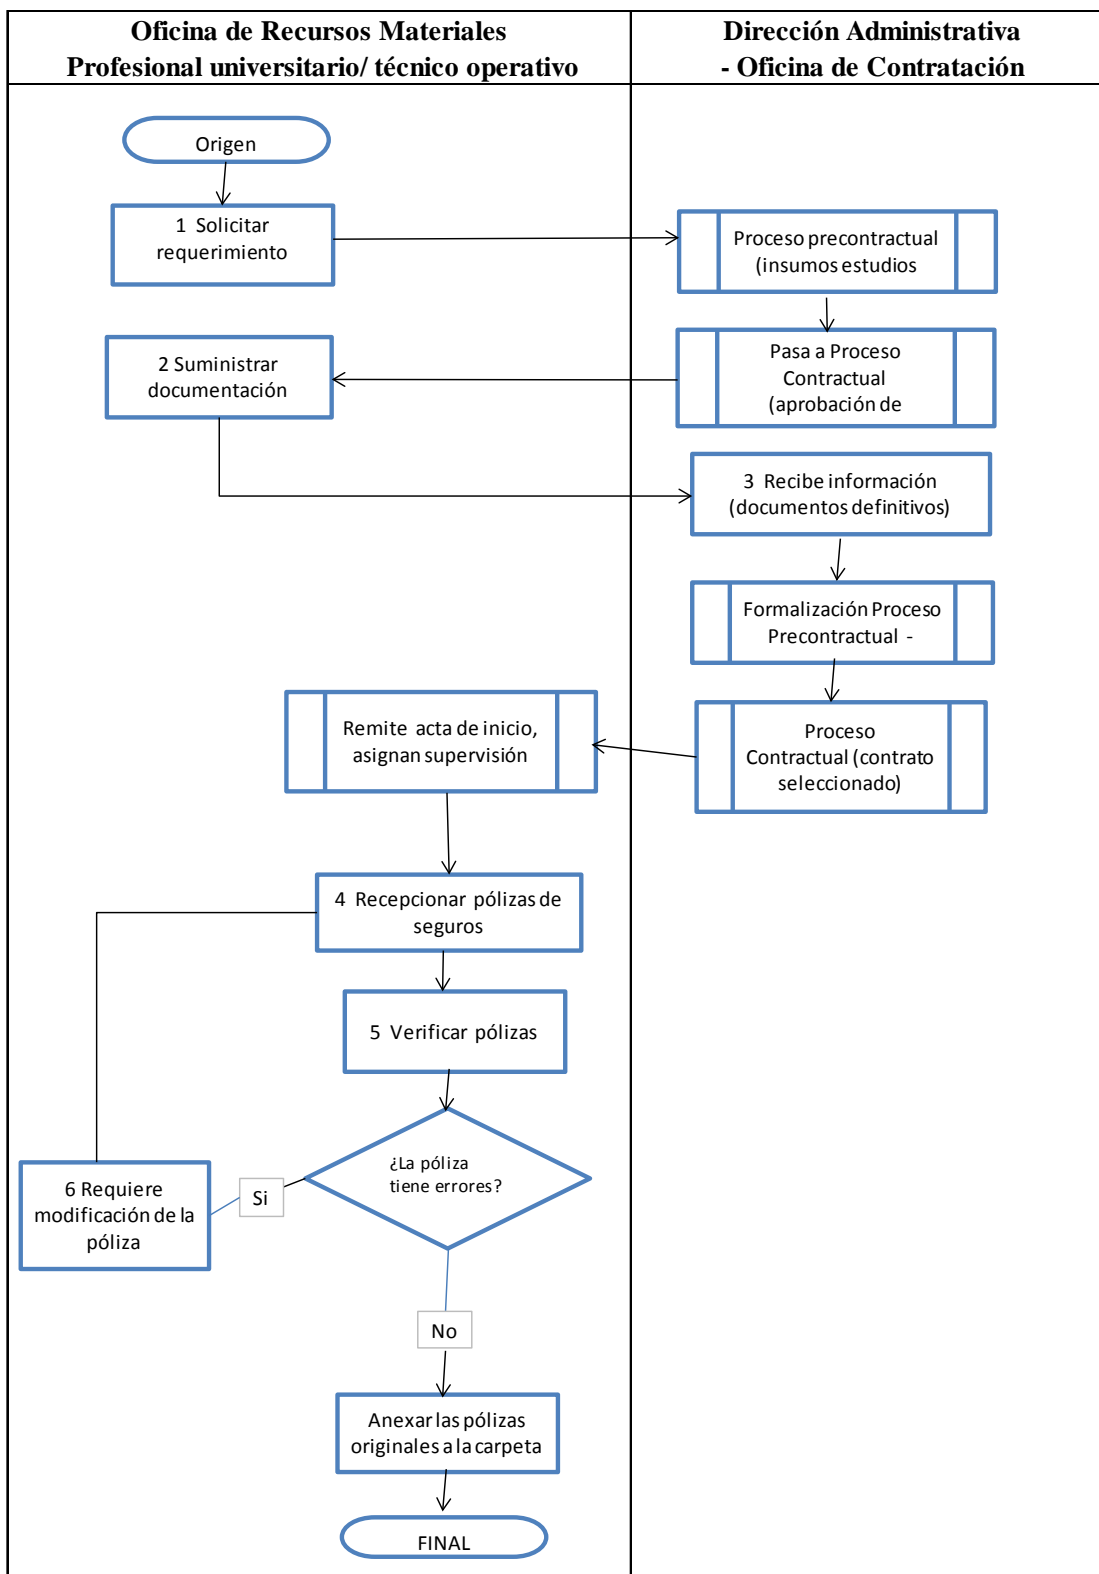 Oficina de Recursos Materiales
Profesional universitario/ técnico operativo
Dirección Administrativa
- Oficina de Contratación
Origen
1 Solicitar
requerimiento
Proceso precontractual
(insumos estudios
Pasa a Proceso
Contractual
(aprobación de
2 Suministrar
documentación
3 Recibe información
(documentos definitivos)
Formalización Proceso
Precontractual -
Proceso
Contractual (contrato
seleccionado)
Remite acta de inicio,
asignan supervisión
4 Recepcionar pólizas de
seguros
5 Verificar pólizas
¿La póliza
tiene errores?
Si
6 Requiere
modificación de la
póliza
No
Anexar las pólizas
originales a la carpeta
FINAL